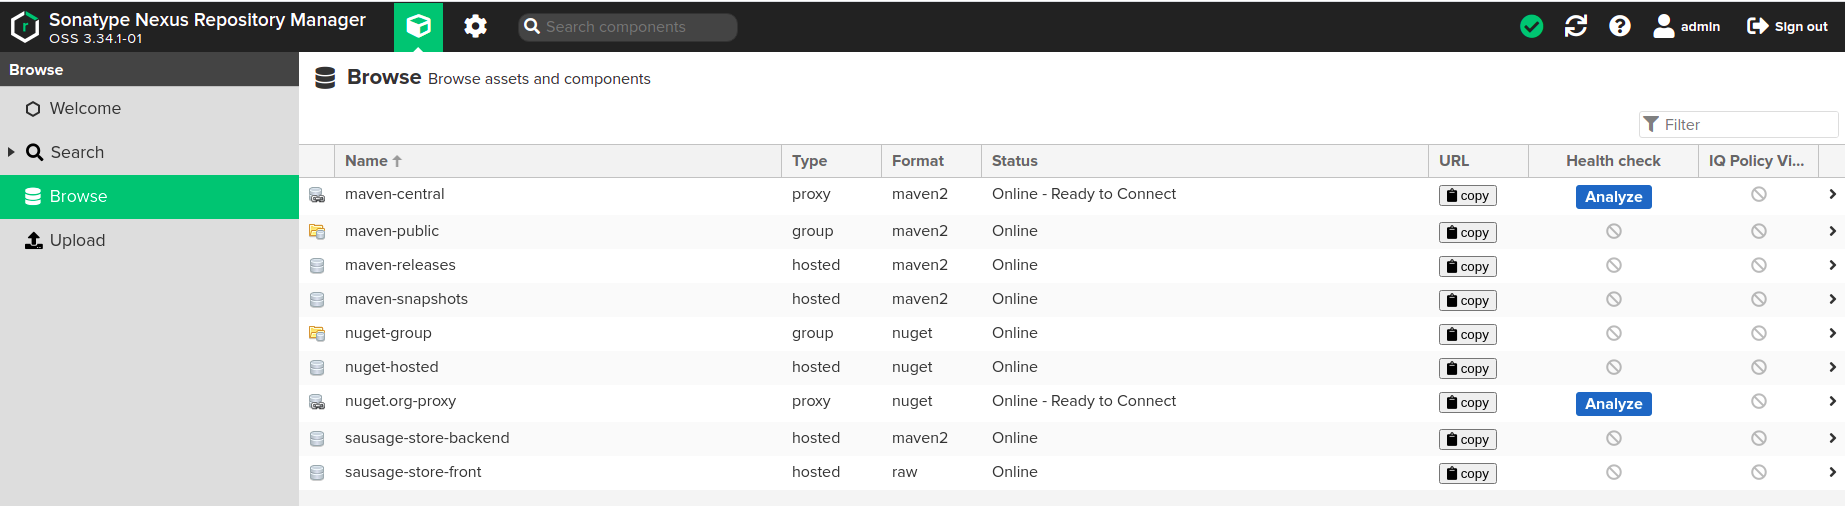 Sonatype Nexus Repository Manager
OSS 3.34.1-01
Search components
admin
Sign out
Browse
Welcome
Search
Browse
Upload
Browse Browse assets and components
Filter
Name Type Format Status URL Health check IQ Policy Vi...
maven-central proxy maven2 Online - Ready to Connect copy Analyze
maven-public group maven2 Online copy
maven-releases hosted maven2 Online copy
maven-snapshots hosted maven2 Online copy
nuget-group group nuget Online copy
nuget-hosted hosted nuget Online copy
nuget.org-proxy proxy nuget Online - Ready to Connect copy Analyze
sausage-store-backend hosted maven2 Online copy
sausage-store-front hosted raw Online copy